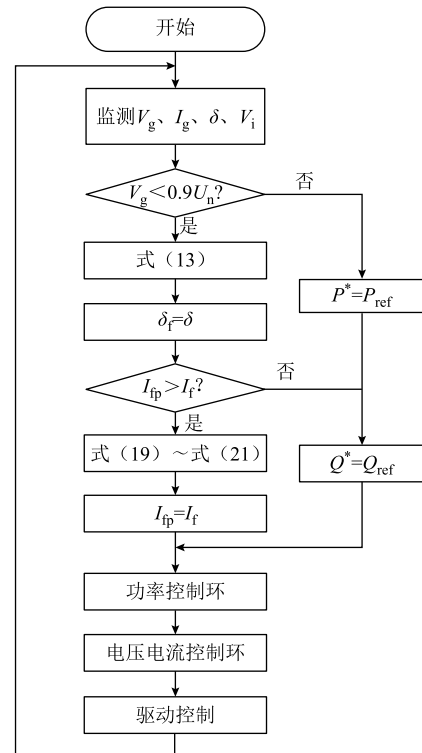 开始
监测Vg、Ig、δ、Vi
Vg＜0.9Un?
否
是
式（13）
P*=Pref
δf=δ
Ifp>If?
否
是
式（19）～式（21）
Q*=Qref
Ifp=If
功率控制环
电压电流控制环
驱动控制